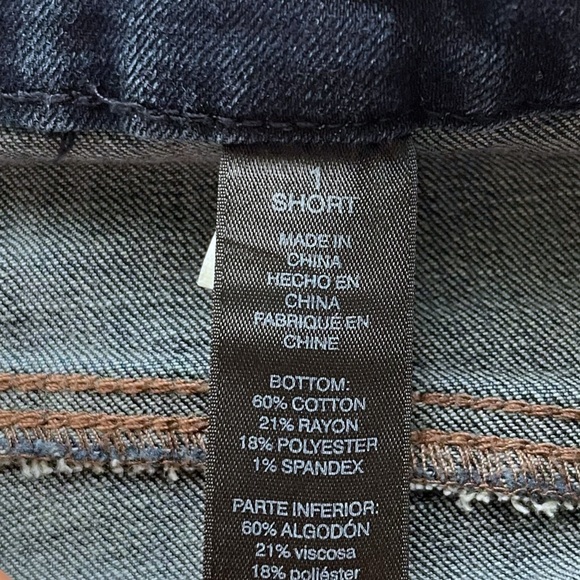 1
SHORT
MADE IN
CHINA
HECHO EN
CHINA
FABRIQUÉ EN
CHINE
BOTTOM:
60% COTTON
21% RAYON
18% POLYESTER
1% SPANDEX
PARTE INFERIOR:
60% ALGODÓN
21% viscosa
18% poliéster